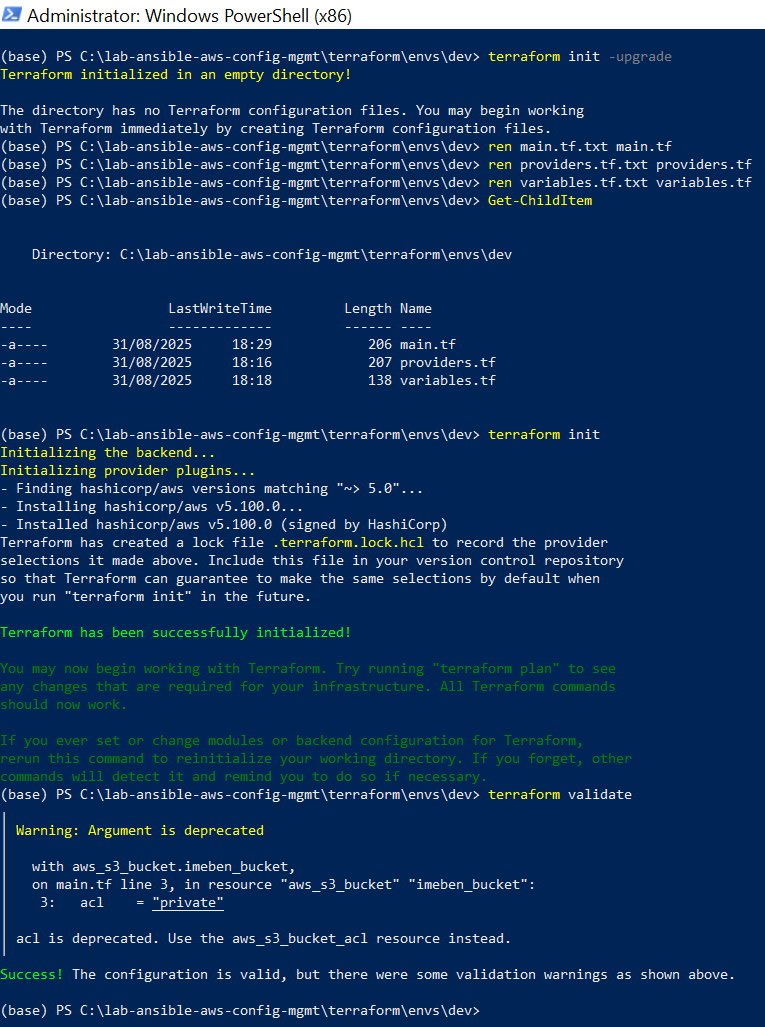 Administrator: Windows PowerShell (x86)
(base) PS C:\lab-ansible-aws-config-mgmt\terraform\envs\dev> terraform init -upgrade
Terraform initialized in an empty directory!
The directory has no Terraform configuration files. You may begin working
with Terraform immediately by creating Terraform configuration files.
(base) PS C:\lab-ansible-aws-config-mgmt\terraform\envs\dev> ren main.tf.txt main.tf
(base) PS C:\lab-ansible-aws-config-mgmt\terraform\envs\dev> ren providers.tf.txt providers.tf
(base) PS C:\lab-ansible-aws-config-mgmt\terraform\envs\dev> ren variables.tf.txt variables.tf
(base) PS C:\lab-ansible-aws-config-mgmt\terraform\envs\dev> Get-ChildItem
    Directory: C:\lab-ansible-aws-config-mgmt\terraform\envs\dev
Mode                 LastWriteTime         Length Name
----                 -------------         ------ ----
-a----        31/08/2025     18:29            206 main.tf
-a----        31/08/2025     18:16            207 providers.tf
-a----        31/08/2025     18:18            138 variables.tf
(base) PS C:\lab-ansible-aws-config-mgmt\terraform\envs\dev> terraform init
Initializing the backend...
Initializing provider plugins...
- Finding hashicorp/aws versions matching "~> 5.0"...
- Installing hashicorp/aws v5.100.0...
- Installed hashicorp/aws v5.100.0 (signed by HashiCorp)
Terraform has created a lock file .terraform.lock.hcl to record the provider
selections it made above. Include this file in your version control repository
so that Terraform can guarantee to make the same selections by default when
you run "terraform init" in the future.
Terraform has been successfully initialized!
You may now begin working with Terraform. Try running "terraform plan" to see
any changes that are required for your infrastructure. All Terraform commands
should now work.
If you ever set or change modules or backend configuration for Terraform,
rerun this command to reinitialize your working directory. If you forget, other
commands will detect it and remind you to do so if necessary.
(base) PS C:\lab-ansible-aws-config-mgmt\terraform\envs\dev> terraform validate
Warning: Argument is deprecated
with aws_s3_bucket.imeben_bucket,
on main.tf line 3, in resource "aws_s3_bucket" "imeben_bucket":
3:   acl    = "private"
acl is deprecated. Use the aws_s3_bucket_acl resource instead.
Success! The configuration is valid, but there were some validation warnings as shown above.
(base) PS C:\lab-ansible-aws-config-mgmt\terraform\envs\dev>